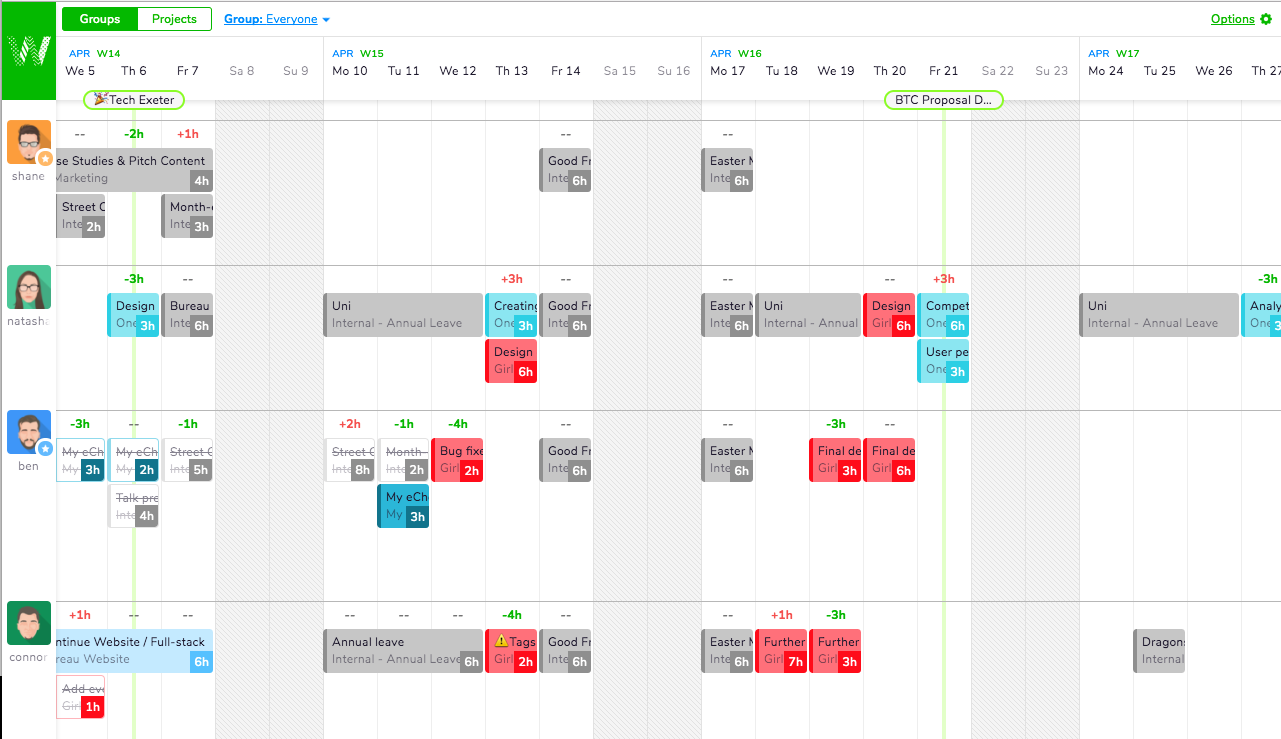 W
Groups Projects Group: Everyone Options
APR W14 APR W15 APR W16 APR W17
We 5 Th 6 Fr 7 Sa 8 Su 9 Mo 10 Tu 11 We 12 Th 13 Fr 14 Sa 15 Su 16 Mo 17 Tu 18 We 19 Th 20 Fr 21 Sa 22 Su 23 Mo 24 Tu 25 We 26 Th 27
Tech Exeter BTC Proposal D...
-- -2h +1h -- --
se Studies & Pitch Content Good Fr Easter M
Marketing 4h Inte 6h Inte 6h
shane
Street C Month-e
Inte 2h Inte 3h
-3h -- +3h -- -- +3h -3h
Design Bureau Uni Creating Good Fr Easter M Uni Design Compet Uni Analy
One 3h Inte 6h Internal - Annual Leave One 3h Inte 6h Inte 6h Internal - Annual Girl 6h One 6h Internal - Annual Leave One 3
natasha
Design User pe
Girl 6h One 3h
-3h -- -1h +2h -1h -4h -- -- -3h --
My eCh My eCh Street C Street C Month- Bug fixe Good Fr Easter M Final de Final de
My 3h My 2h Inte 5h Inte 8h Inte 2h Girl 2h Inte 6h Inte 6h Girl 3h Girl 6h
ben
Talk pre My eCh
Inte 4h My 3h
+1h -- -- -- -- -- -4h -- -- +1h -3h
ntinue Website / Full-stack Annual leave Tags Good Fr Easter M Further Further Dragons
reau Website 6h Internal - Annual Leave 6h Girl 2h Inte 6h Inte 6h Girl 7h Girl 3h Internal
connor
Add eve
Girl 1h